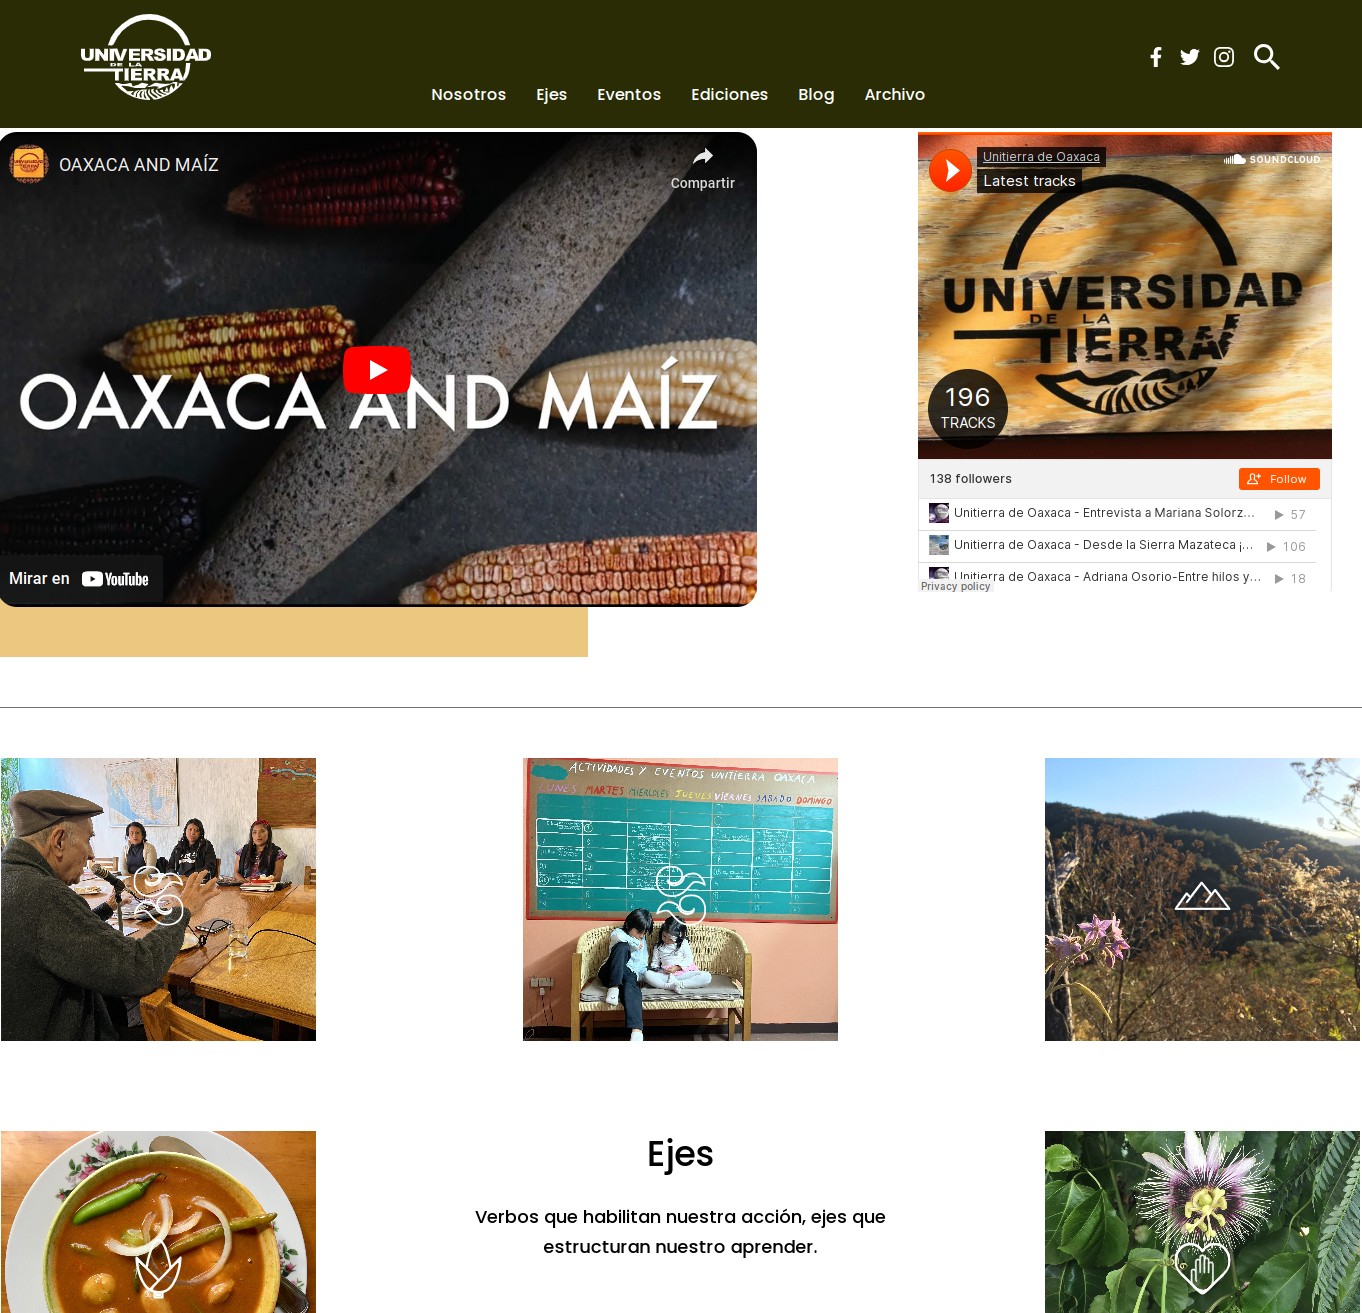 UNIVERSIDAD
DE LA
TIERRA
Nosotros Ejes Eventos Ediciones Blog Archivo
OAXACA AND MAÍZ
Compartir
OAXACA AND MAÍZ
Mirar en YouTube
Unitierra de Oaxaca
SOUNDCLOUD
Latest tracks
UNIVERSIDAD
DE LA
TIERRA
196
TRACKS
138 followers
Follow
Unitierra de Oaxaca - Entrevista a Mariana Solorz... 57
Unitierra de Oaxaca - Desde la Sierra Mazateca ¡... 106
Unitierra de Oaxaca - Adriana Osorio-Entre hilos y... 18
Privacy policy
ACTIVIDADES Y EVENTOS UNITIERRA OAXACA
LUNES MARTES MIERCOLES JUEVES VIERNES SABADO DOMINGO
Ejes
Verbos que habilitan nuestra acción, ejes que
estructuran nuestro aprender.